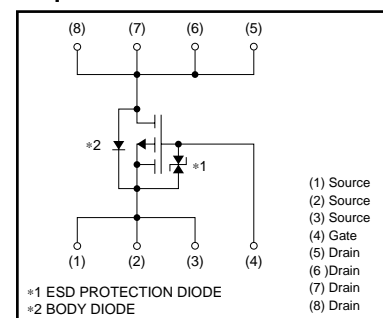 (8) (7) (6) (5)
∗2
∗1
(1) (2) (3) (4)
∗1 ESD PROTECTION DIODE
∗2 BODY DIODE
(1) Source
(2) Source
(3) Source
(4) Gate
(5) Drain
(6 )Drain
(7) Drain
(8) Drain